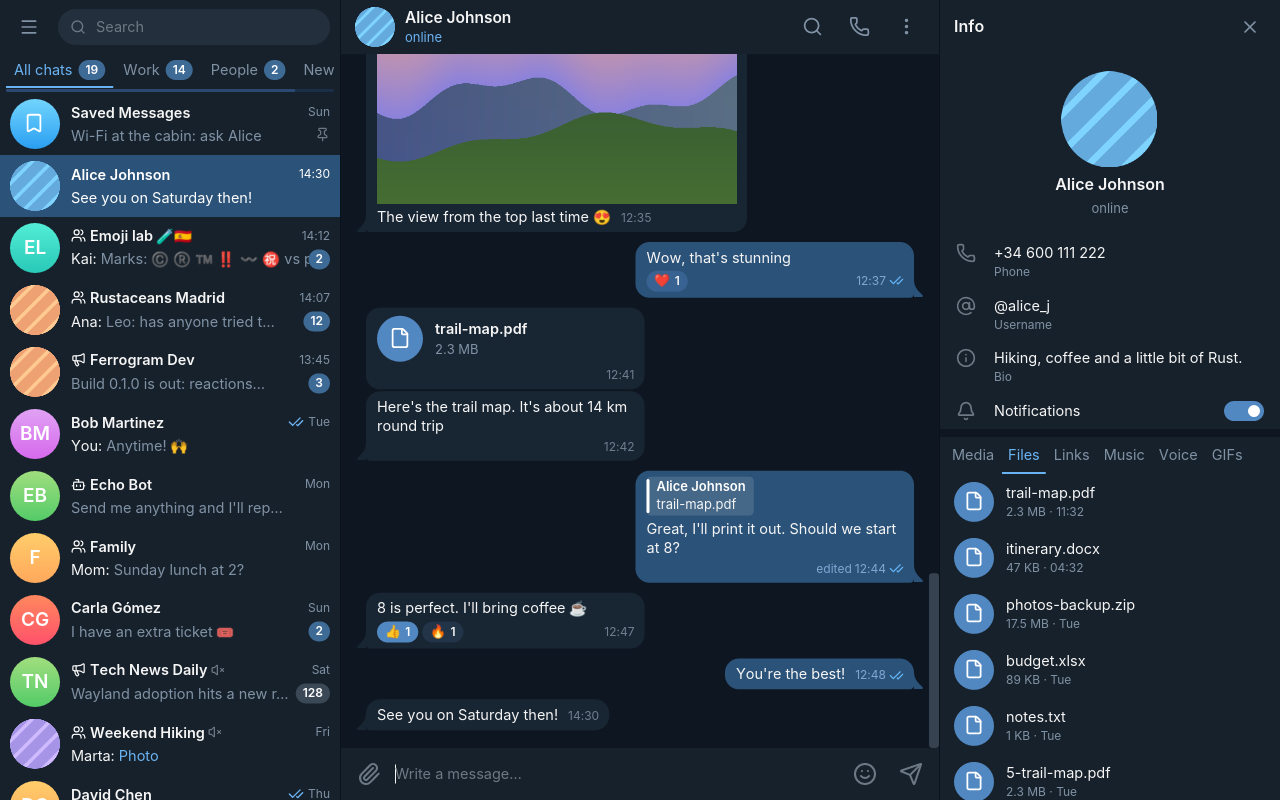 Search
All chats 19 Work 14 People 2 New
Saved Messages Sun
Wi-Fi at the cabin: ask Alice
Alice Johnson 14:30
See you on Saturday then!
EL Emoji lab 🧪🇪🇸 14:12
Kai: Marks: © ® ™ ‼️ 〰️ ㊗️ vs 2
Rustaceans Madrid 14:07
Ana: Leo: has anyone tried t... 12
Ferrogram Dev 13:45
Build 0.1.0 is out: reactions... 3
BM Bob Martinez Tue
You: Anytime! 🙌
EB Echo Bot Mon
Send me anything and I'll rep...
F Family Mon
Mom: Sunday lunch at 2?
CG Carla Gómez Sun
I have an extra ticket 🎟️ 2
TN Tech News Daily Sat
Wayland adoption hits a new r... 128
Weekend Hiking Fri
Marta: Photo
David Chen Thu
Alice Johnson
online
The view from the top last time 😍 12:35
Wow, that's stunning
❤️ 1 12:37
trail-map.pdf
2.3 MB
12:41
Here's the trail map. It's about 14 km
round trip
12:42
Alice Johnson
trail-map.pdf
Great, I'll print it out. Should we start
at 8?
edited 12:44
8 is perfect. I'll bring coffee ☕
👍 1 🔥 1 12:47
You're the best! 12:48
See you on Saturday then! 14:30
Write a message...
Info
Alice Johnson
online
+34 600 111 222
Phone
@alice_j
Username
Hiking, coffee and a little bit of Rust.
Bio
Notifications
Media Files Links Music Voice GIFs
trail-map.pdf
2.3 MB · 11:32
itinerary.docx
47 KB · 04:32
photos-backup.zip
17.5 MB · Tue
budget.xlsx
89 KB · Tue
notes.txt
1 KB · Tue
5-trail-map.pdf
2.3 MB · Tue